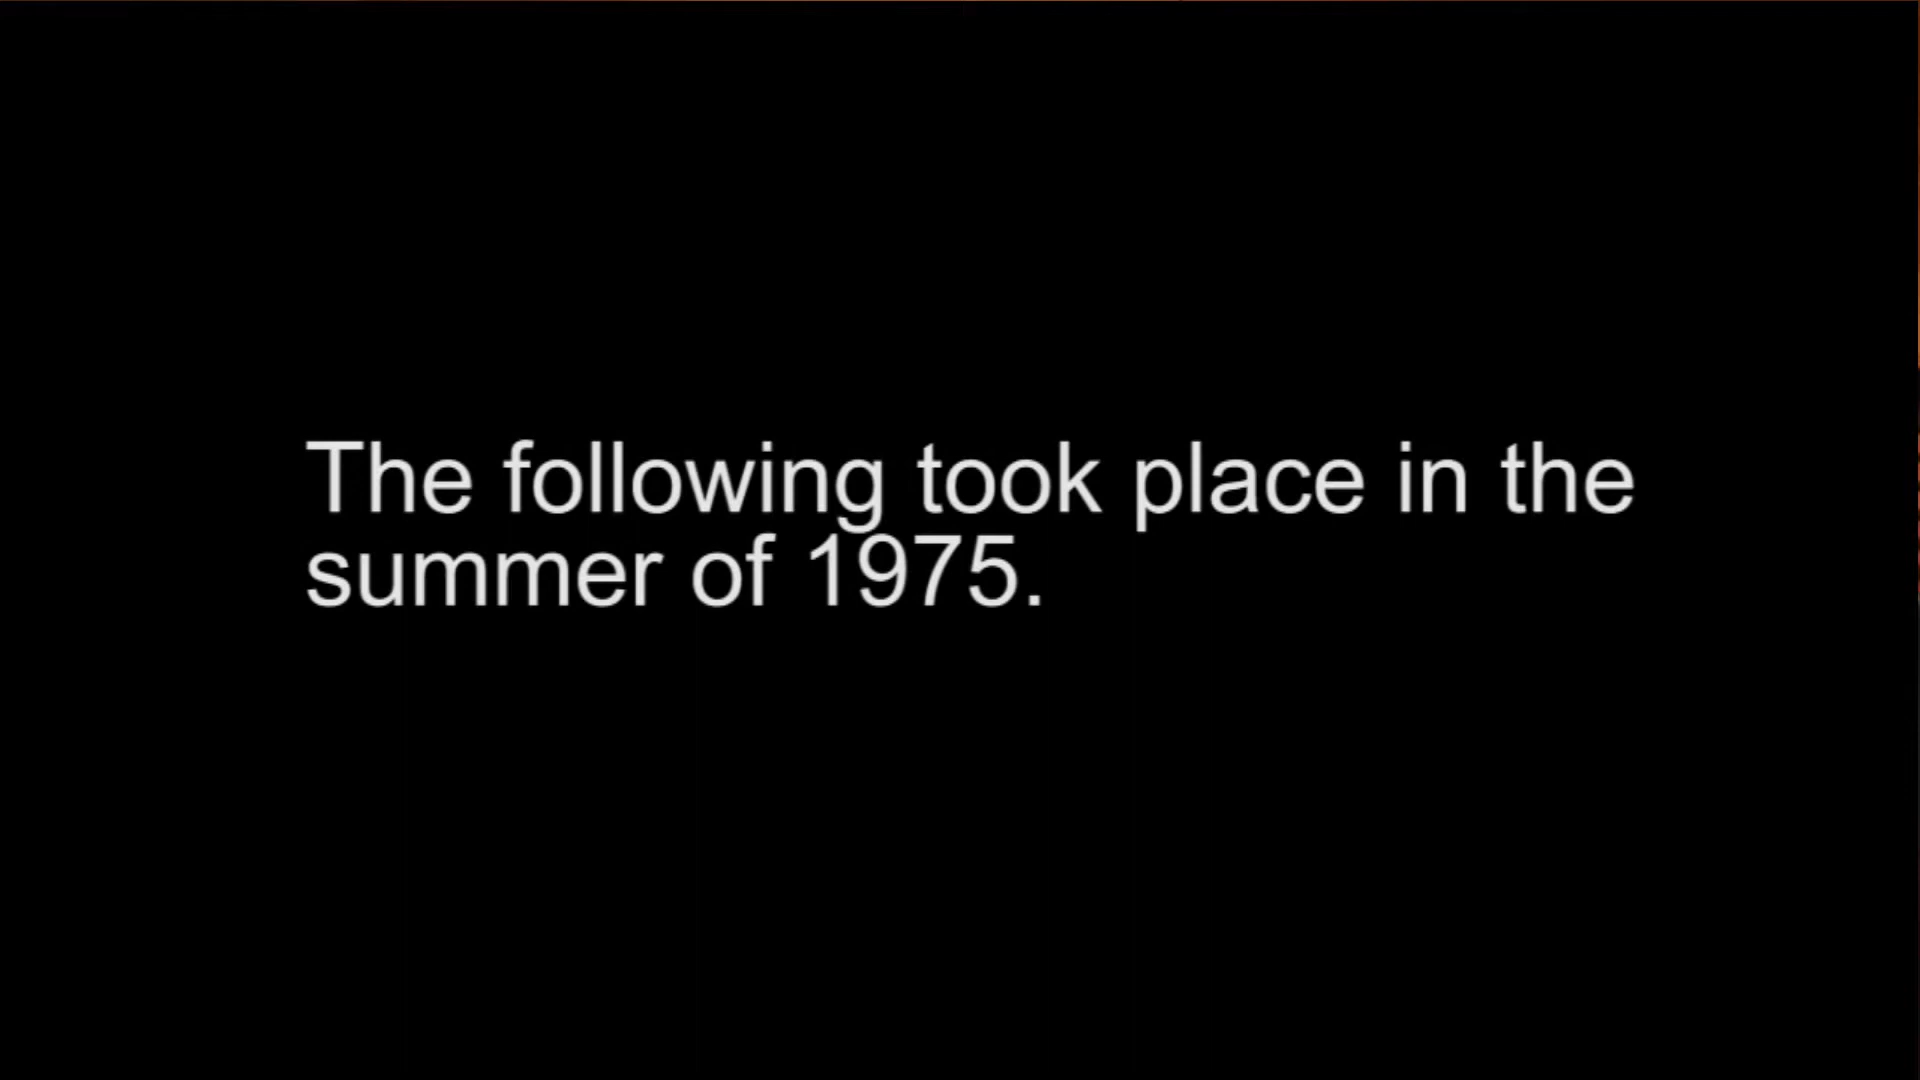 The following took place in the
summer of 1975.